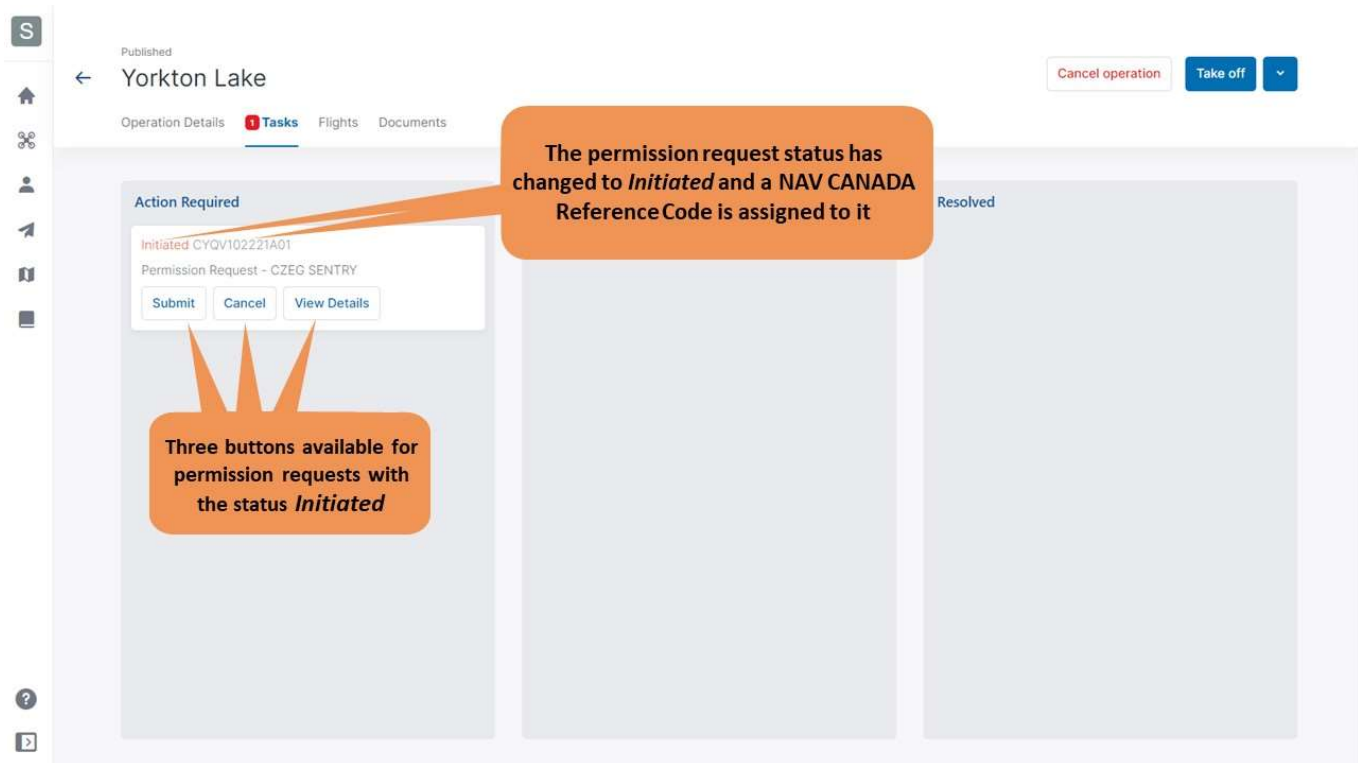 S
Published
Yorkton Lake
Cancel operation
Take off
Operation Details 1 Tasks Flights Documents
The permission request status has
changed to Initiated and a NAV CANADA
Reference Code is assigned to it
Action Required
Resolved
Initiated CYQV102221A01
Permission Request - CZEG SENTRY
Submit Cancel View Details
Three buttons available for
permission requests with
the status Initiated
?